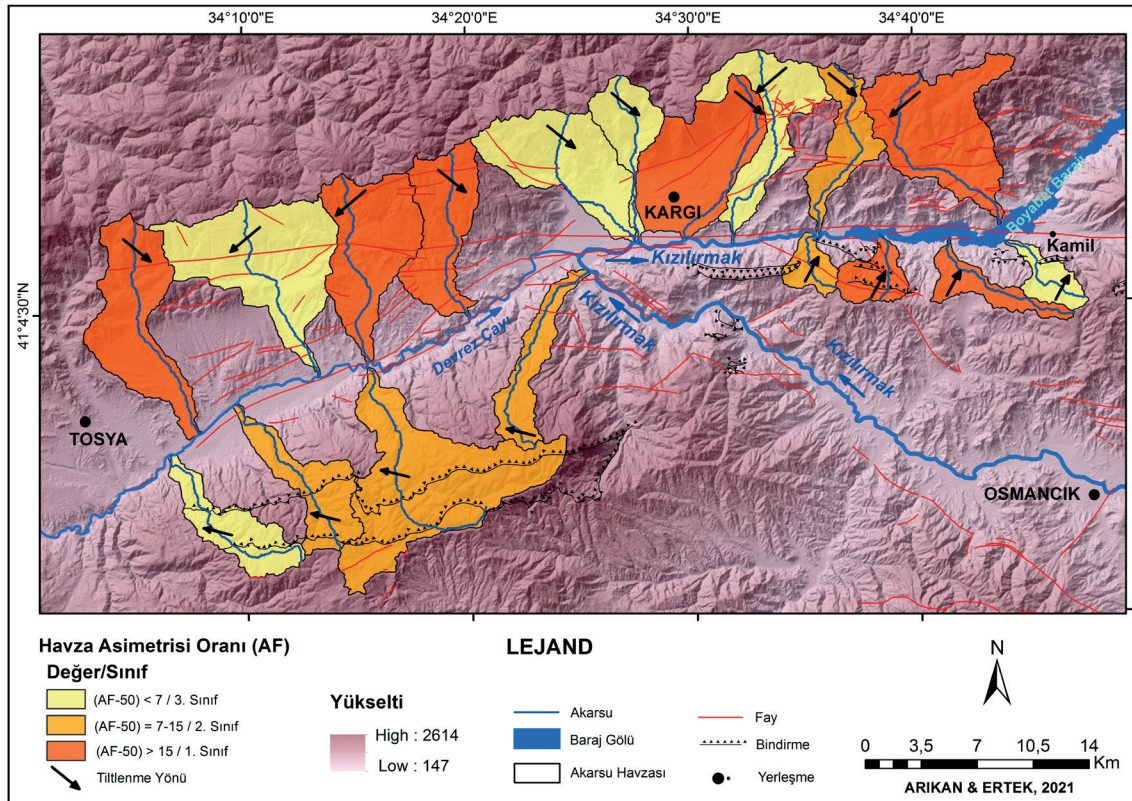 34°10'0"E
34°20'0"E
34°30'0"E
34°40'0"E
41°4'30"N
KARGI
Boyabat Barajı
Kamil
Kızılırmak
Kızılırmak
Kızılırmak
Devrez Çayı
TOSYA
OSMANCIK
Havza Asimetrisi Oranı (AF)
Değer/Sınıf
(AF-50) < 7 / 3. Sınıf
(AF-50) = 7-15 / 2. Sınıf
(AF-50) > 15 / 1. Sınıf
Tiltlenme Yönü
Yükselti
High : 2614
Low : 147
LEJAND
Akarsu
Baraj Gölü
Akarsu Havzası
Fay
Bindirme
Yerleşme
N
0 3,5 7 10,5 14
Km
ARIKAN & ERTEK, 2021